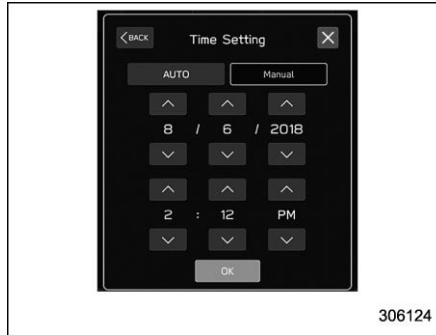 BACK Time Setting
AUTO Manual
8 / 6 / 2018
2 : 12 PM
OK
306124